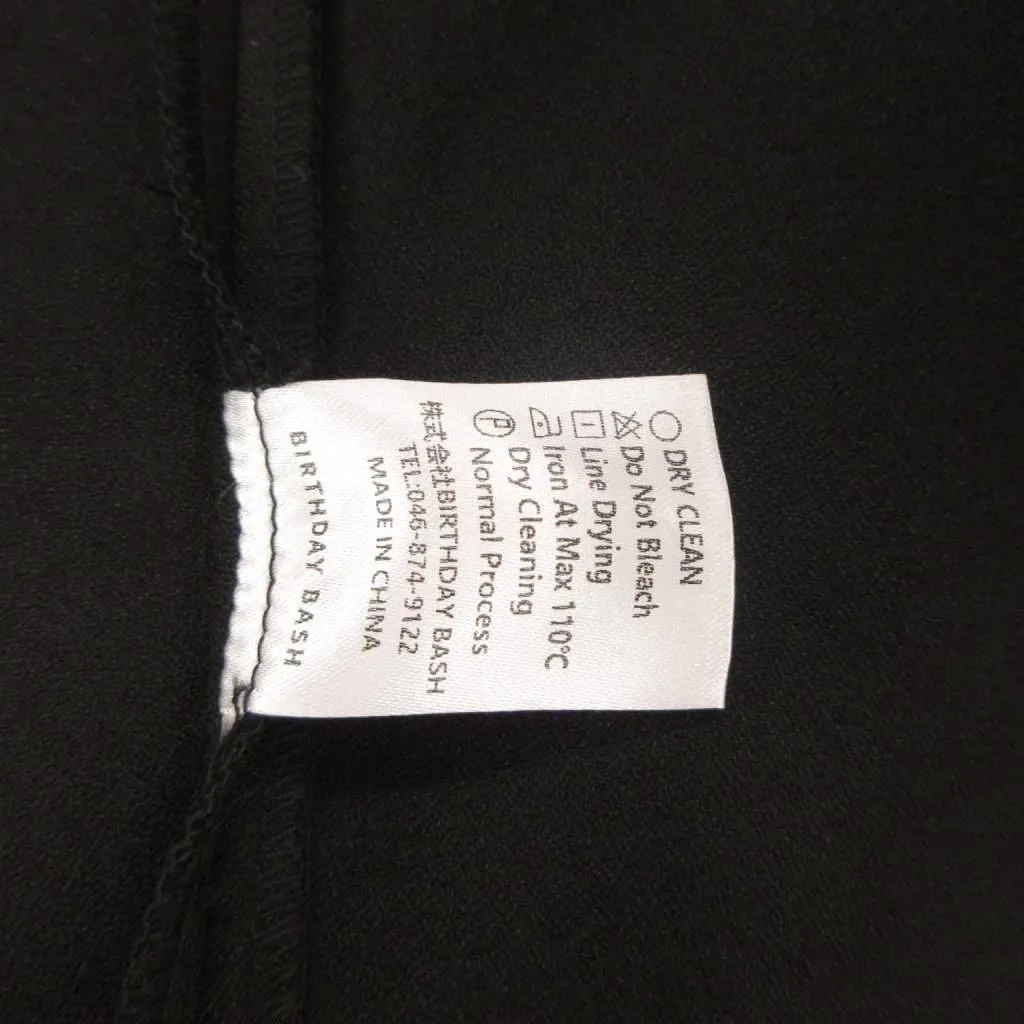 DRY CLEAN
Do Not Bleach
Line Drying
Iron At Max 110°C
Dry Cleaning
Normal Process
株式会社BIRTHDAY BASH
TEL:046-874-9122
MADE IN CHINA
BIRTHDAY BASH